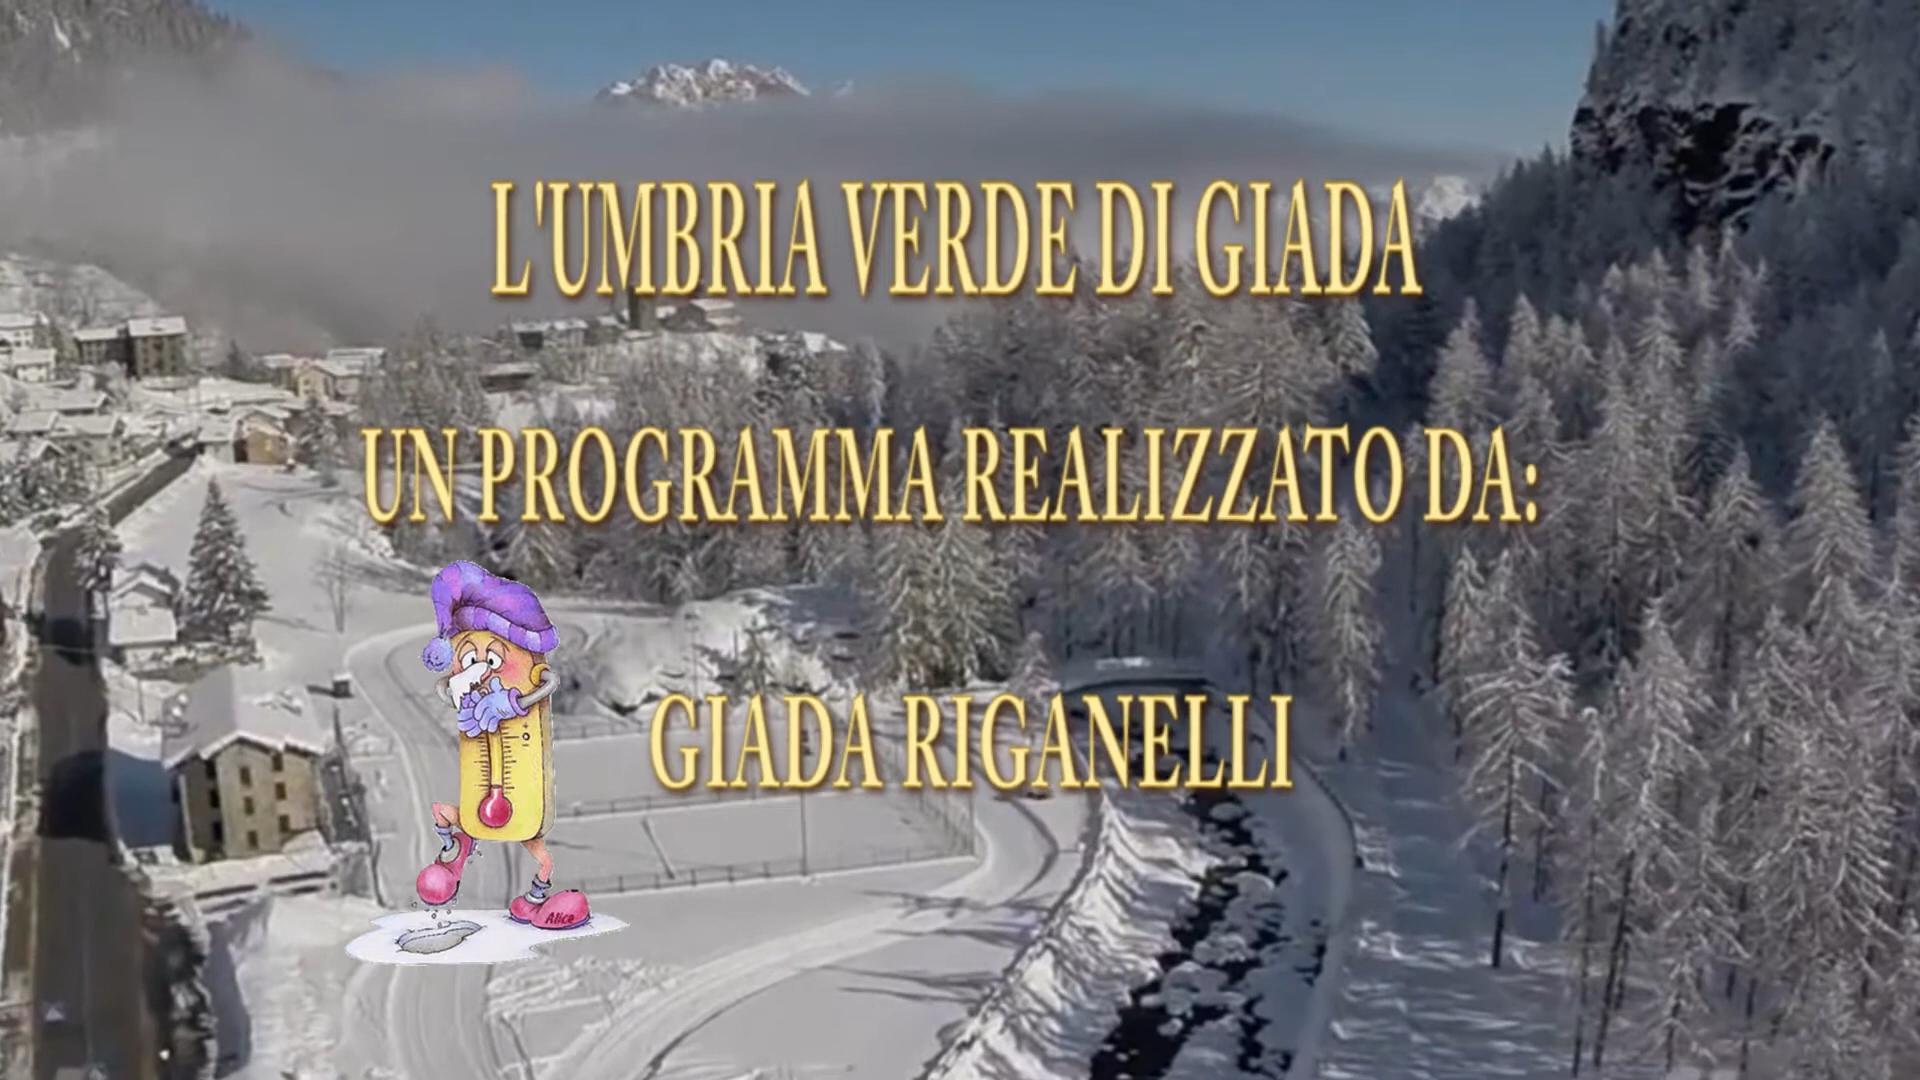 L'UMBRIA VERDE DI GIADA
UN PROGRAMMA REALIZZATO DA:
GIADA RIGANELLI
Alice